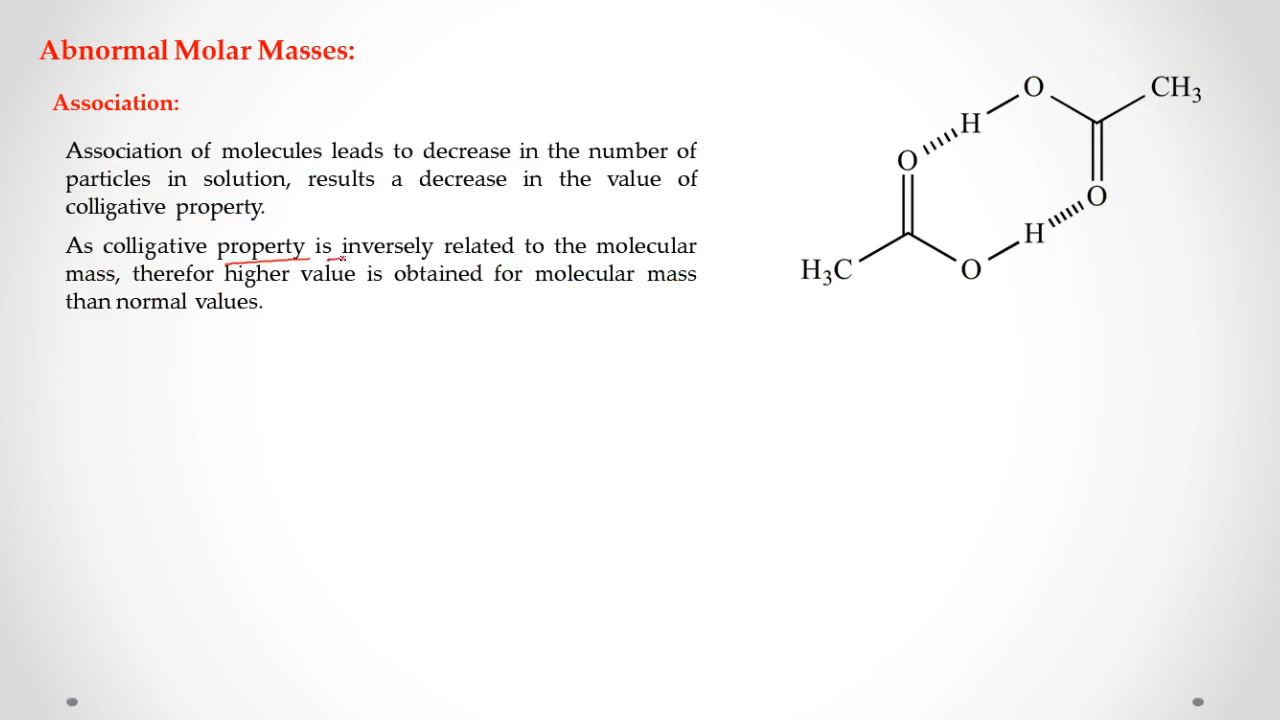 Abnormal Molar Masses:
Association:
Association of molecules leads to decrease in the number of
particles in solution, results a decrease in the value of
colligative property.
As colligative property is inversely related to the molecular
mass, therefor higher value is obtained for molecular mass
than normal values.
O
CH₃
H
O
O
H
H₃C
O